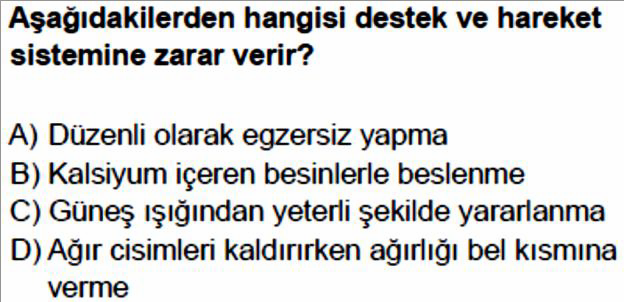 Aşağıdakilerden hangisi destek ve hareket
sistemine zarar verir?
A) Düzenli olarak egzersiz yapma
B) Kalsiyum içeren besinlerle beslenme
C) Güneş ışığından yeterli şekilde yararlanma
D) Ağır cisimleri kaldırırken ağırlığı bel kısmına
verme